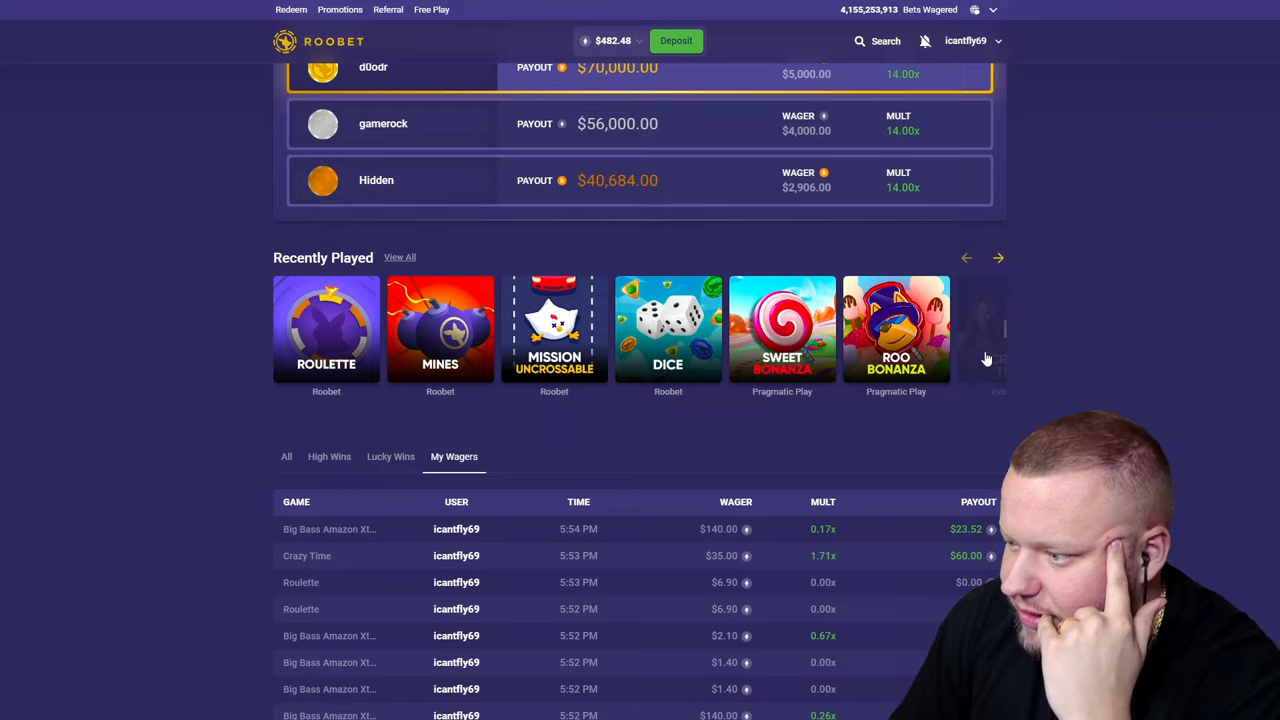 Redeem Promotions Referral Free Play 4,155,253,913 Bets Wagered
ROOBET $482.48 Deposit Search icantfly69
d0odr PAYOUT $70,000.00 $5,000.00 14.00x
WAGER MULT
gamerock PAYOUT $56,000.00 $4,000.00 14.00x
WAGER MULT
Hidden PAYOUT $40,684.00 $2,906.00 14.00x
Recently Played View All
ROULETTE
MINES
MISSION
UNCROSSABLE
DICE
SWEET
BONANZA
ROO
BONANZA
Roobet Roobet Roobet Roobet Pragmatic Play Pragmatic Play
All High Wins Lucky Wins My Wagers
GAME USER TIME WAGER MULT PAYOUT
Big Bass Amazon Xt... icantfly69 5:54 PM $140.00 0.17x $23.52
Crazy Time icantfly69 5:53 PM $35.00 1.71x $60.00
Roulette icantfly69 5:53 PM $6.90 0.00x $0.00
Roulette icantfly69 5:52 PM $6.90 0.00x
Big Bass Amazon Xt... icantfly69 5:52 PM $2.10 0.67x
Big Bass Amazon Xt... icantfly69 5:52 PM $1.40 0.00x
Big Bass Amazon Xt... icantfly69 5:52 PM $1.40 0.00x
Big Bass Amazon Xt... icantfly69 5:52 PM $140.00 0.26x